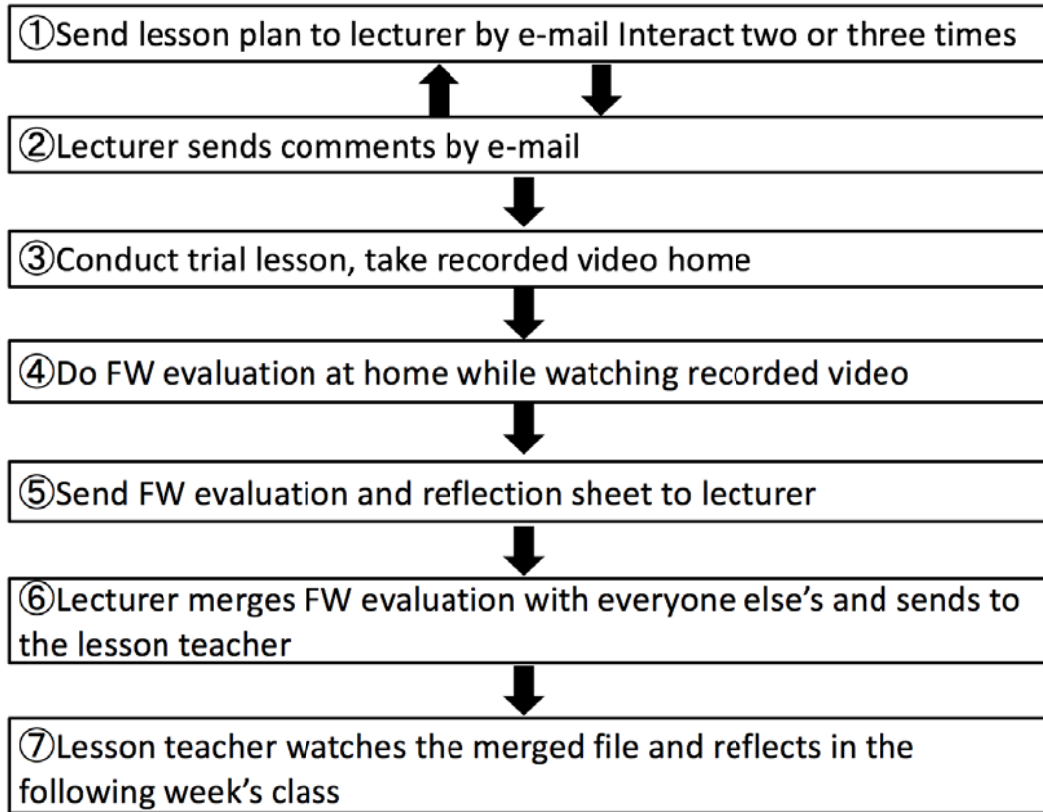 ①Send lesson plan to lecturer by e-mail Interact two or three times
②Lecturer sends comments by e-mail
③Conduct trial lesson, take recorded video home
④Do FW evaluation at home while watching recorded video
⑤Send FW evaluation and reflection sheet to lecturer
⑥Lecturer merges FW evaluation with everyone else’s and sends to
the lesson teacher
⑦Lesson teacher watches the merged file and reflects in the
following week’s class